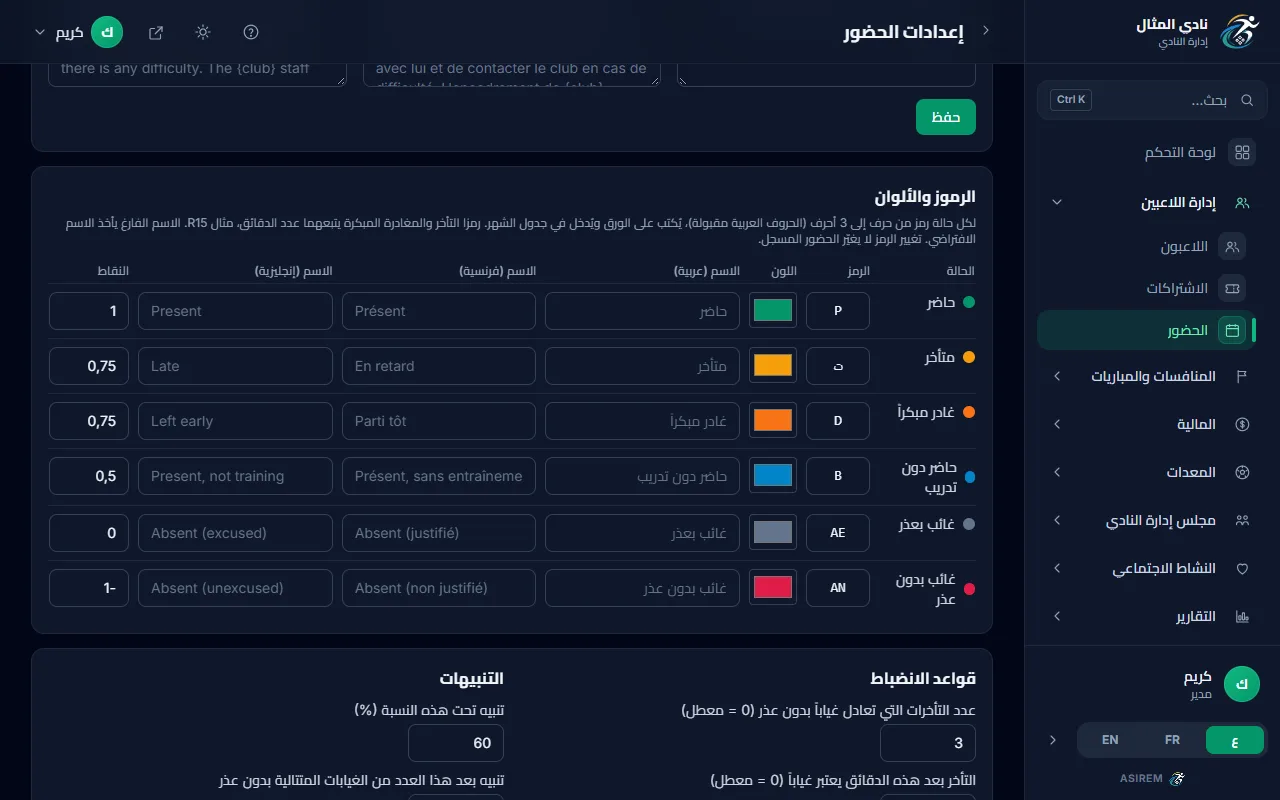 نادي المثال
إدارة النادي
بحث...
Ctrl K
لوحة التحكم
إدارة اللاعبين
اللاعبون
الاشتراكات
الحضور
المنافسات والمباريات
المالية
المعدات
مجلس إدارة النادي
النشاط الاجتماعي
التقارير
ك
كريم
مدير
ع
FR
EN
ASIREM
إعدادات الحضور
ك كريم
avec lui et de contacter le club en cas de
there is any difficulty. The {club} staff
حفظ
الرموز والألوان
لكل حالة رمز من حرف إلى 3 أحرف (الحروف العربية مقبولة)، يُكتب على الورق ويُدخل في جدول الشهر. رمزا التأخر والمغادرة المبكرة يتبعهما عدد الدقائق، مثال R15. الاسم الفارغ يأخذ الاسم
الافتراضي. تغيير الرمز لا يغيّر الحضور المسجل.
الحالة الرمز اللون الاسم (عربية) الاسم (فرنسية) الاسم (إنجليزية) النقاط
حاضر P حاضر Présent Present 1
متأخر ت متأخر En retard Late 0,75
غادر مبكراً D غادر مبكراً Parti tôt Left early 0,75
حاضر دون تدريب B حاضر دون تدريب Présent, sans entraîneme Present, not training 0,5
غائب بعذر AE غائب بعذر Absent (justifié) Absent (excused) 0
غائب بدون عذر AN غائب بدون عذر Absent (non justifié) Absent (unexcused) -1
قواعد الانضباط
عدد التأخرات التي تعادل غياباً بدون عذر (0 = معطل)
3
التأخر بعد هذه الدقائق يعتبر غياباً (0 = معطل)
التنبيهات
تنبيه تحت هذه النسبة (%)
60
تنبيه بعد هذا العدد من الغيابات المتتالية بدون عذر